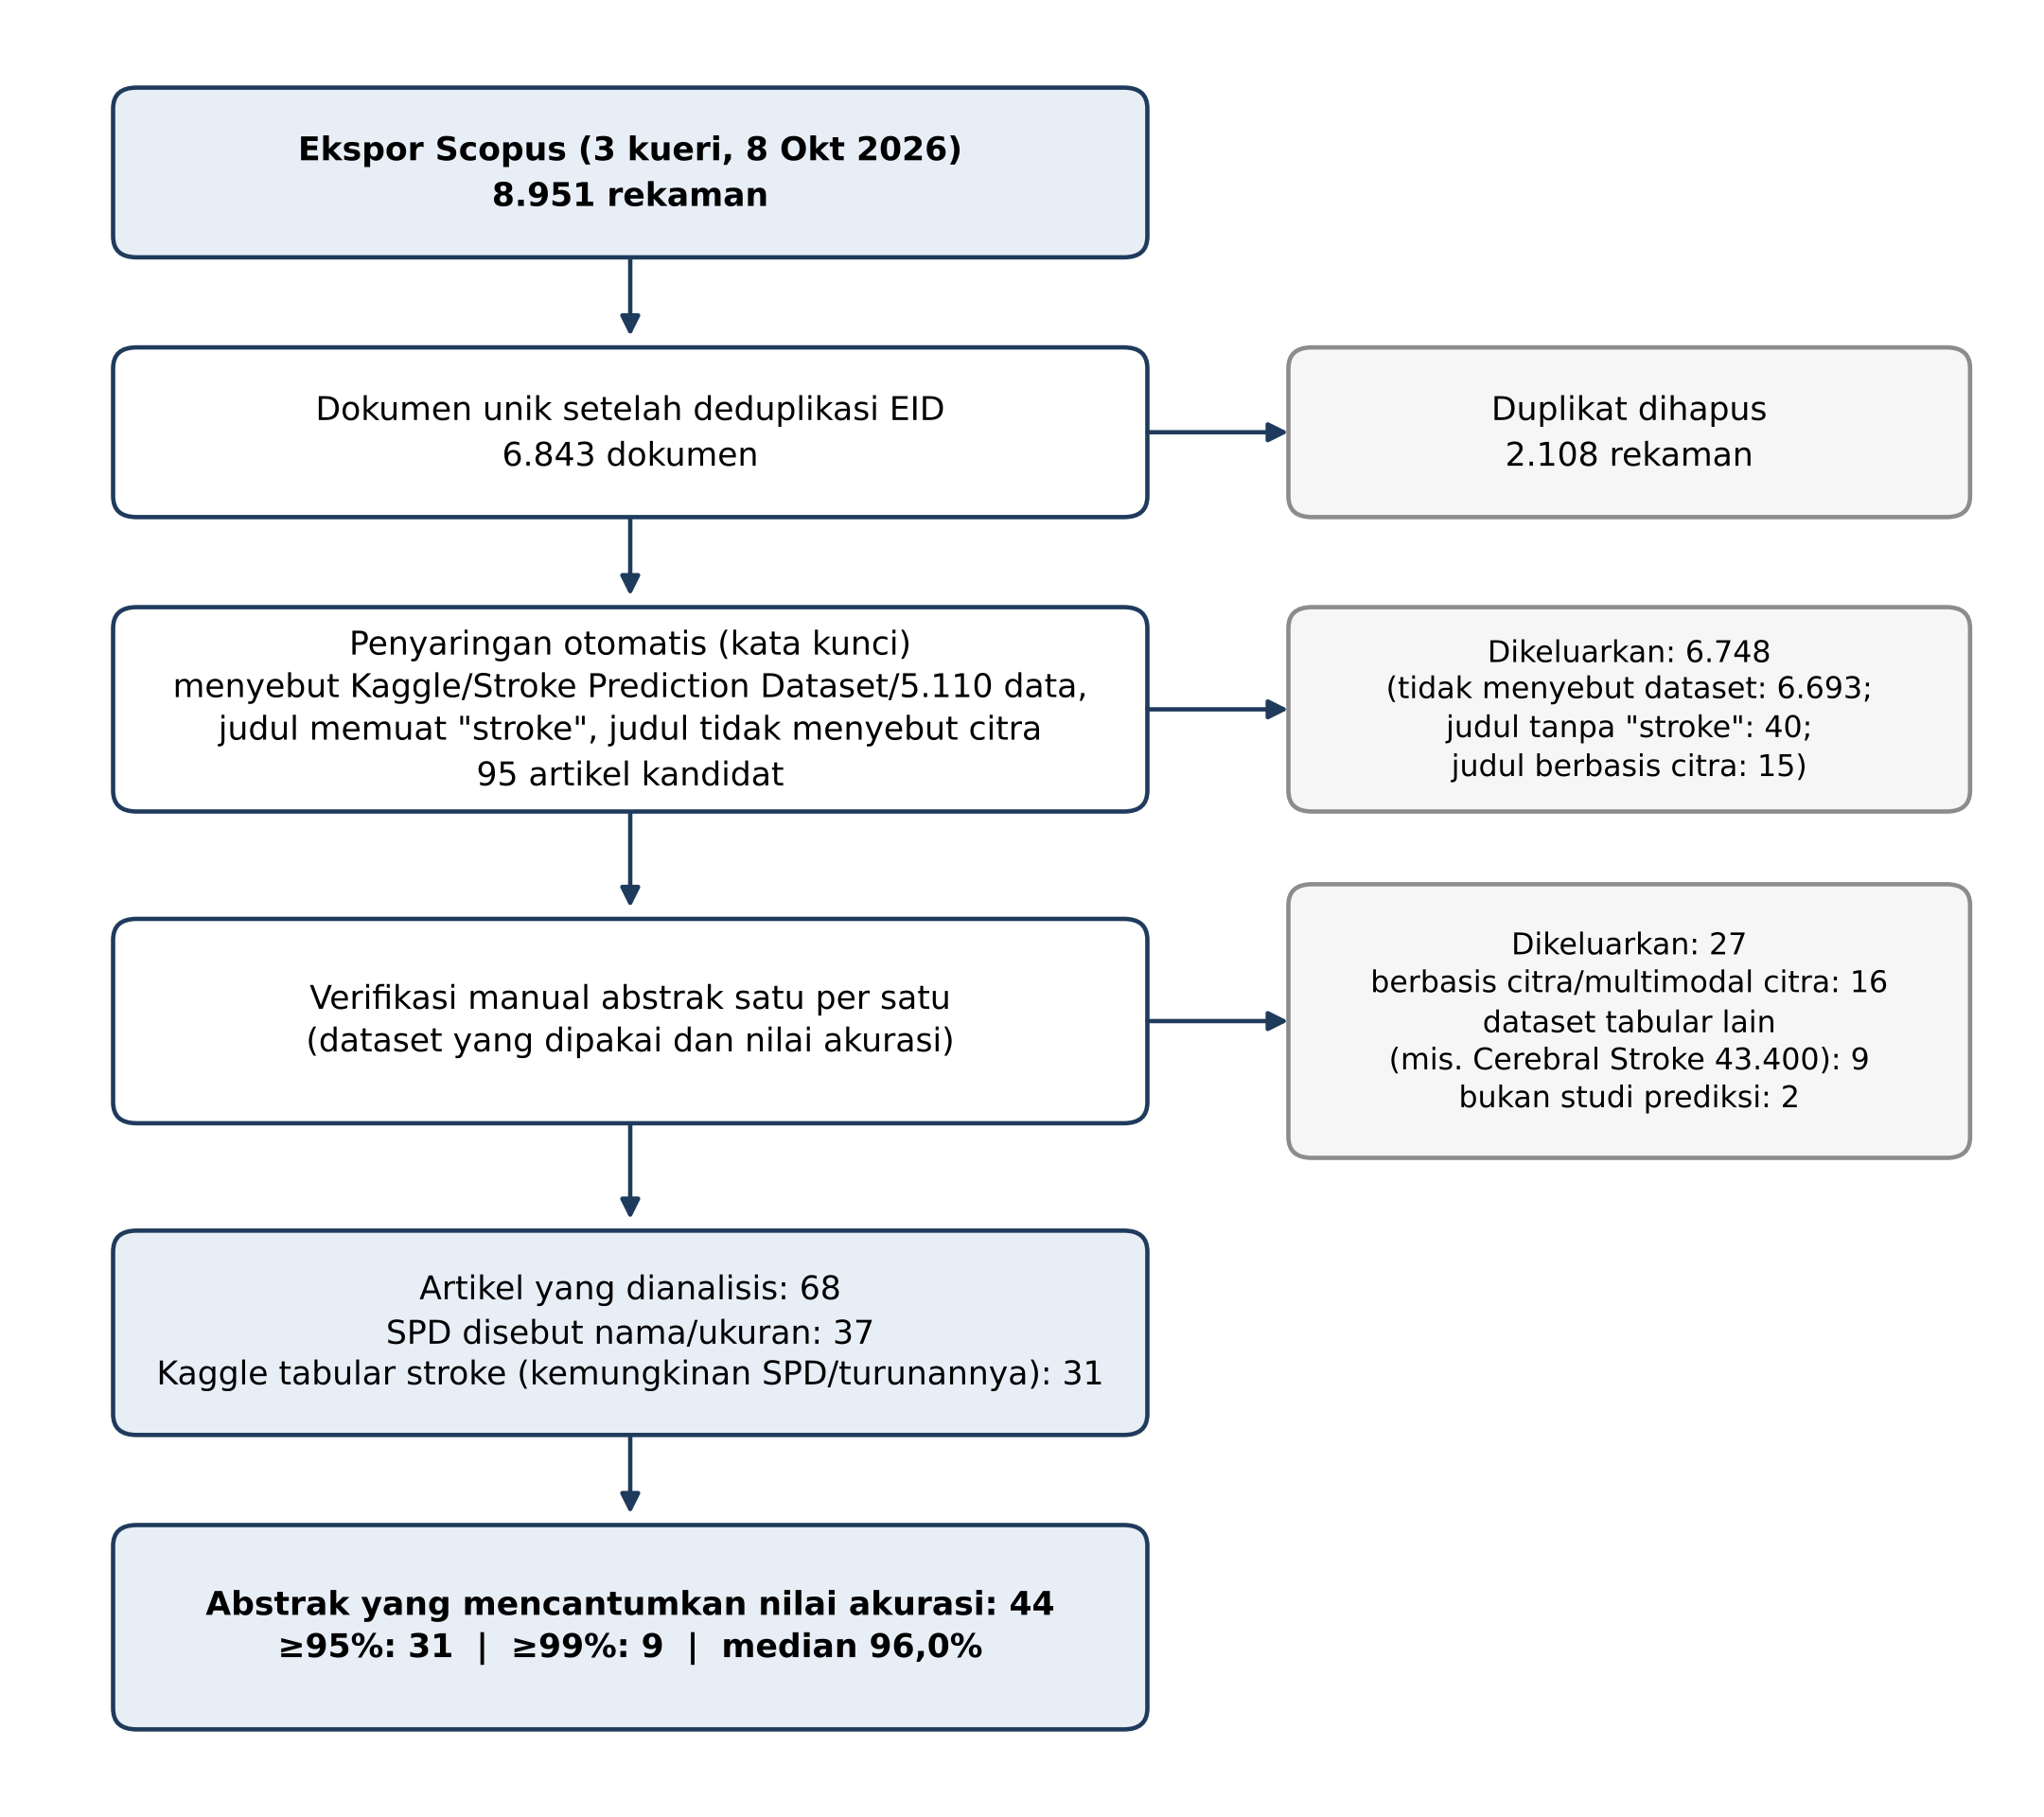 Ekspor Scopus (3 kueri, 8 Okt 2026)
8.951 rekaman
Dokumen unik setelah deduplikasi EID
6.843 dokumen
Duplikat dihapus
2.108 rekaman
Penyaringan otomatis (kata kunci)
menyebut Kaggle/Stroke Prediction Dataset/5.110 data,
judul memuat "stroke", judul tidak menyebut citra
95 artikel kandidat
Dikeluarkan: 6.748
(tidak menyebut dataset: 6.693;
judul tanpa "stroke": 40;
judul berbasis citra: 15)
Verifikasi manual abstrak satu per satu
(dataset yang dipakai dan nilai akurasi)
Dikeluarkan: 27
berbasis citra/multimodal citra: 16
dataset tabular lain
(mis. Cerebral Stroke 43.400): 9
bukan studi prediksi: 2
Artikel yang dianalisis: 68
SPD disebut nama/ukuran: 37
Kaggle tabular stroke (kemungkinan SPD/turunannya): 31
Abstrak yang mencantumkan nilai akurasi: 44
≥95%: 31 | ≥99%: 9 | median 96,0%